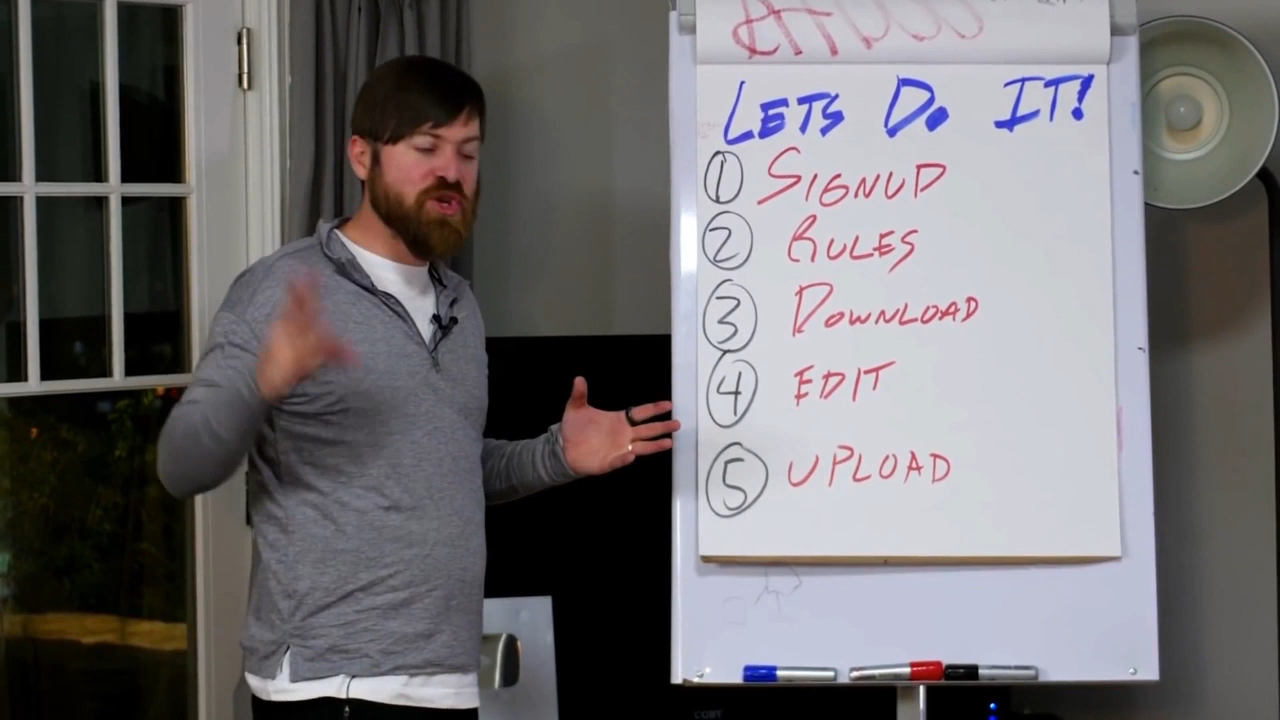 LETS DO IT!
1 SIGNUP
2 RULES
3 DOWNLOAD
4 EDIT
5 UPLOAD